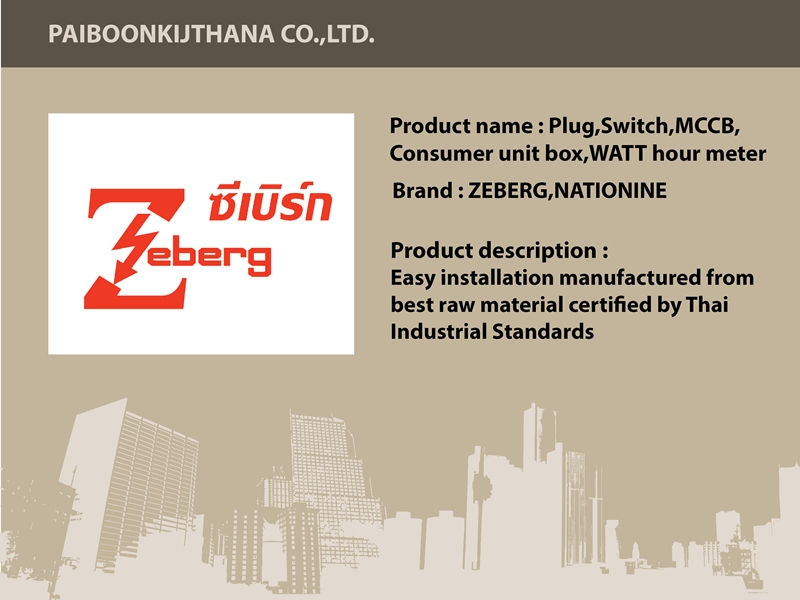 PAIBOONKIJTHANA CO.,LTD.
ซีเบิร์ก
Zeberg
Product name : Plug,Switch,MCCB,
Consumer unit box,WATT hour meter
Brand : ZEBERG,NATIONINE
Product description :
Easy installation manufactured from
best raw material certified by Thai
Industrial Standards